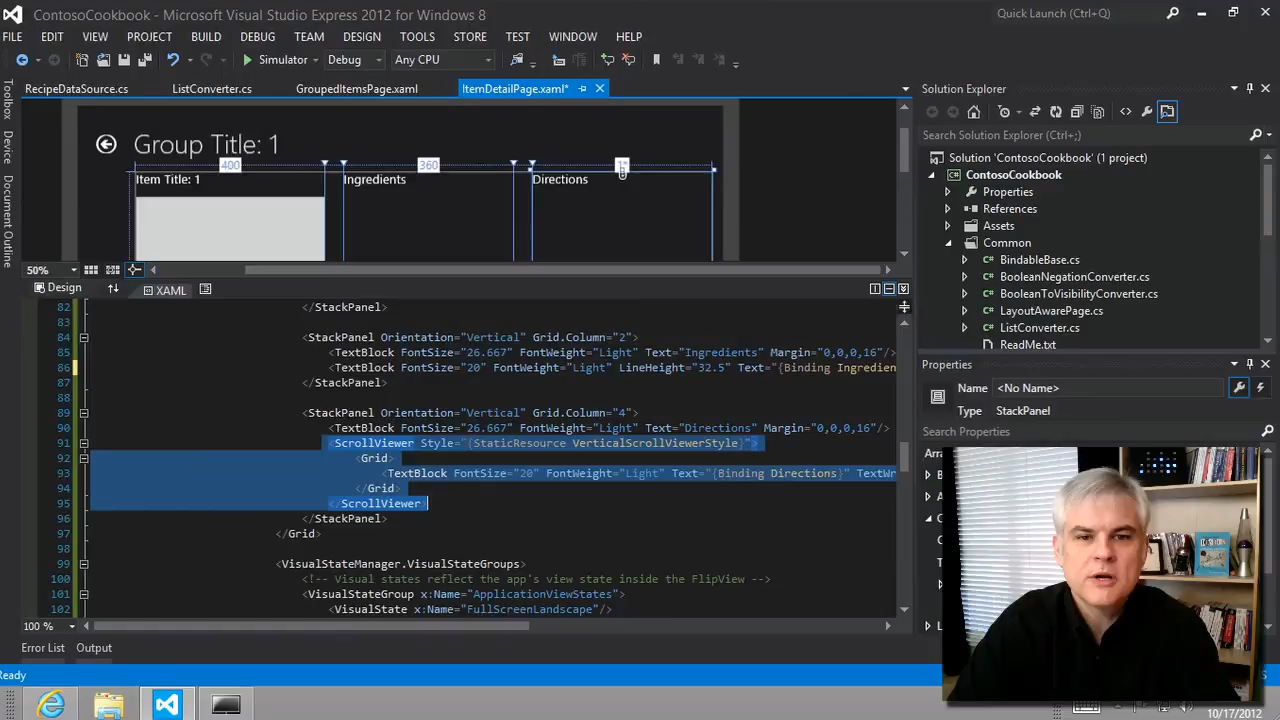 ContosoCookbook - Microsoft Visual Studio Express 2012 for Windows 8
Quick Launch (Ctrl+Q)
FILE EDIT VIEW PROJECT BUILD DEBUG TEAM DESIGN TOOLS STORE TEST WINDOW HELP
Simulator Debug Any CPU
RecipeDataSource.cs ListConverter.cs GroupedItemsPage.xaml ItemDetailPage.xaml*
Toolbox
Device
Document Outline
Group Title: 1
400 360 1*
Item Title: 1 Ingredients Directions
50%
Design XAML
82 </StackPanel>
83
84 <StackPanel Orientation="Vertical" Grid.Column="2">
85 <TextBlock FontSize="26.667" FontWeight="Light" Text="Ingredients" Margin="0,0,0,16"/>
86 <TextBlock FontSize="20" FontWeight="Light" LineHeight="32.5" Text="{Binding Ingredien
87 </StackPanel>
88
89 <StackPanel Orientation="Vertical" Grid.Column="4">
90 <TextBlock FontSize="26.667" FontWeight="Light" Text="Directions" Margin="0,0,0,16"/>
91 <ScrollViewer Style="{StaticResource VerticalScrollViewerStyle}">
92 <Grid>
93 <TextBlock FontSize="20" FontWeight="Light" Text="{Binding Directions}" TextWr
94 </Grid>
95 </ScrollViewer>
96 </StackPanel>
97 </Grid>
98
99 <VisualStateManager.VisualStateGroups>
100 <!-- Visual states reflect the app's view state inside the FlipView -->
101 <VisualStateGroup x:Name="ApplicationViewStates">
102 <VisualState x:Name="FullScreenLandscape"/>
100 %
Error List Output
Ready
Solution Explorer
Search Solution Explorer (Ctrl+;)
Solution 'ContosoCookbook' (1 project)
ContosoCookbook
Properties
References
Assets
Common
BindableBase.cs
BooleanNegationConverter.cs
BooleanToVisibilityConverter.cs
LayoutAwarePage.cs
ListConverter.cs
ReadMe.txt
Properties
Name <No Name>
Type StackPanel
Search Properties
10/17/2012